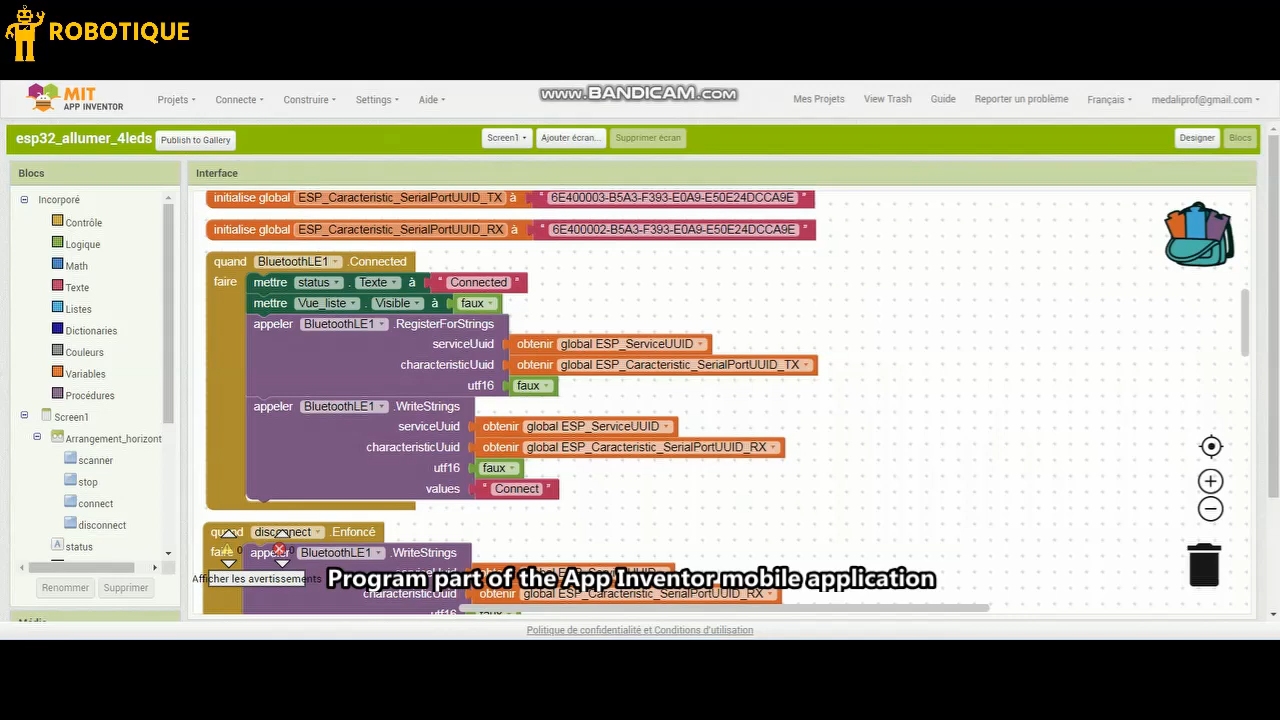 ROBOTIQUE
www.BANDICAM.com
MIT
APP INVENTOR
Projets
Connecte
Construire
Settings
Aide
Mes Projets
View Trash
Guide
Reporter un problème
Français
medaliprof@gmail.com
esp32_allumer_4leds
Publish to Gallery
Screen1
Ajouter écran...
Supprimer écran
Designer
Blocs
Blocs
Interface
Incorporé
Contrôle
Logique
Math
Texte
Listes
Dictionaries
Couleurs
Variables
Procédures
Screen1
Arrangement_horizont
scanner
stop
connect
disconnect
status
Renommer
Supprimer
initialise global ESP_Caracteristic_SerialPortUUID_TX à " 6E400003-B5A3-F393-E0A9-E50E24DCCA9E "
initialise global ESP_Caracteristic_SerialPortUUID_RX à " 6E400002-B5A3-F393-E0A9-E50E24DCCA9E "
quand BluetoothLE1 .Connected
faire mettre status . Texte à " Connected "
mettre Vue_liste . Visible à faux
appeler BluetoothLE1 .RegisterForStrings
serviceUuid obtenir global ESP_ServiceUUID
characteristicUuid obtenir global ESP_Caracteristic_SerialPortUUID_TX
utf16 faux
appeler BluetoothLE1 .WriteStrings
serviceUuid obtenir global ESP_ServiceUUID
characteristicUuid obtenir global ESP_Caracteristic_SerialPortUUID_RX
utf16 faux
values " Connect "
quand disconnect .Enfoncé
faire appeler BluetoothLE1 .WriteStrings
Afficher les avertissements
Program part of the App Inventor mobile application
characteristicUuid obtenir global ESP_Caracteristic_SerialPortUUID_RX
Politique de confidentialité et Conditions d'utilisation